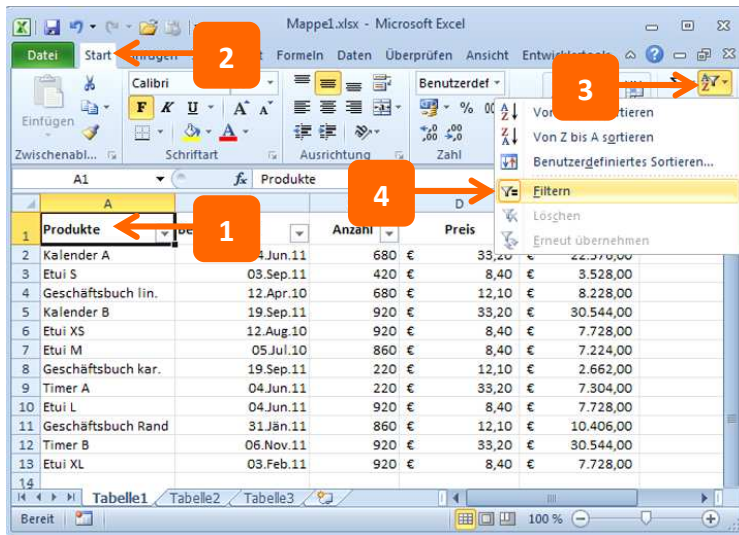 Mappe1.xlsx - Microsoft Excel
Datei Start Formeln Daten Überprüfen Ansicht
2
3
Calibri
Benutzerdef
F K U A A
% 00
Einfügen
Zwischenabl... Schriftart Ausrichtung Zahl
Von Z bis A sortieren
Benutzerdefiniertes Sortieren...
Filtern
Löschen
Erneut übernehmen
A1 fx Produkte
4
A D
1 Produkte Anzahl Preis
1
2 Kalender A 680 € 33,20 € 22.576,00
3 Etui S 03.Sep.11 420 € 8,40 € 3.528,00
4 Geschäftsbuch lin. 12.Apr.10 680 € 12,10 € 8.228,00
5 Kalender B 19.Sep.11 920 € 33,20 € 30.544,00
6 Etui XS 12.Aug.10 920 € 8,40 € 7.728,00
7 Etui M 05.Jul.10 860 € 8,40 € 7.224,00
8 Geschäftsbuch kar. 19.Sep.11 220 € 12,10 € 2.662,00
9 Timer A 04.Jun.11 220 € 33,20 € 7.304,00
10 Etui L 04.Jun.11 920 € 8,40 € 7.728,00
11 Geschäftsbuch Rand 31.Jän.11 860 € 12,10 € 10.406,00
12 Timer B 06.Nov.11 920 € 33,20 € 30.544,00
13 Etui XL 03.Feb.11 920 € 8,40 € 7.728,00
14
Tabelle1 Tabelle2 Tabelle3
Bereit 100 %